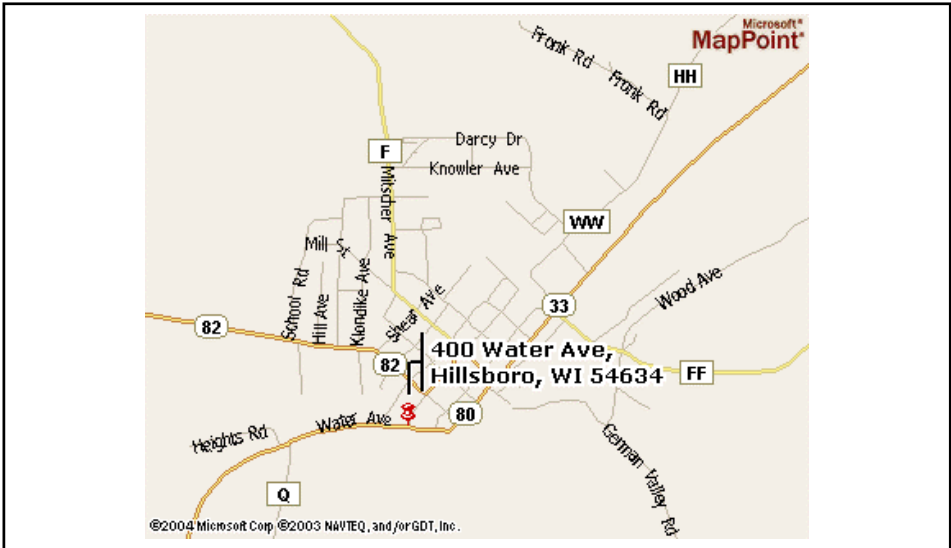 Microsoft®
MapPoint®
Fronk Rd
Fronk Rd
HH
Darcy Dr
F
Knowler Ave
Mitscher Ave
WW
Mill St
School Rd
Hill Ave
Klondike Ave
Shear Ave
Wood Ave
33
82
82
400 Water Ave,
Hillsboro, WI 54634
FF
80
Water Ave
Heights Rd
German Valley Rd
Q
©2004 Microsoft Corp ©2003 NAVTEQ, and/or GDT, Inc.